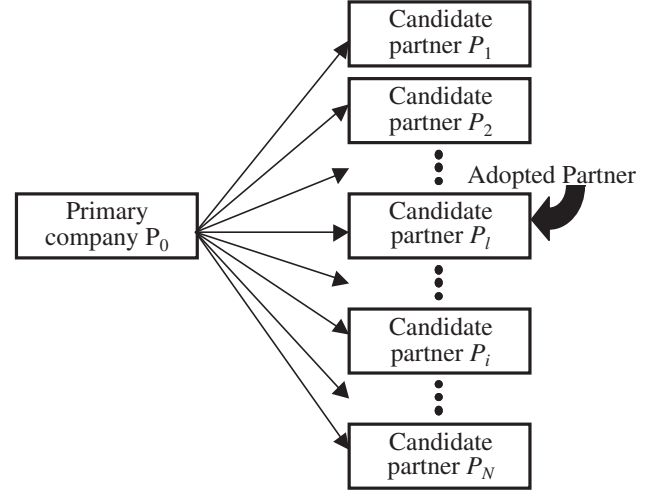 Candidate
partner P1
Candidate
partner P2
Adopted Partner
Primary
company P0
Candidate
partner Pl
Candidate
partner Pi
Candidate
partner PN